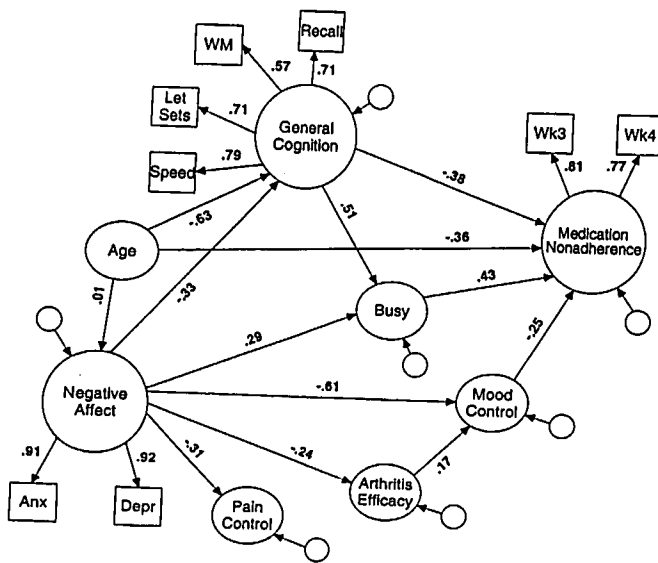 Recall
WM
.57
.71
Let
Sets
.71
General
Cognition
Wk3
Wk4
.79
Speed
.61
.77
-.38
-.63
.51
Medication
Nonadherence
Age
-.36
-.33
.01
.43
Busy
.29
-.25
Negative
Affect
-.61
Mood
Control
.91
.92
-.31
-.24
.17
Anx
Depr
Arthritis
Efficacy
Pain
Control